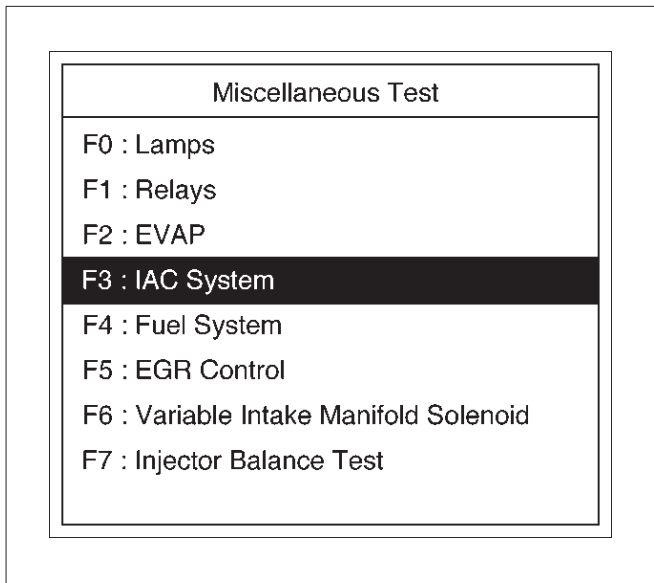 Miscellaneous Test
F0 : Lamps
F1 : Relays
F2 : EVAP
F3 : IAC System
F4 : Fuel System
F5 : EGR Control
F6 : Variable Intake Manifold Solenoid
F7 : Injector Balance Test